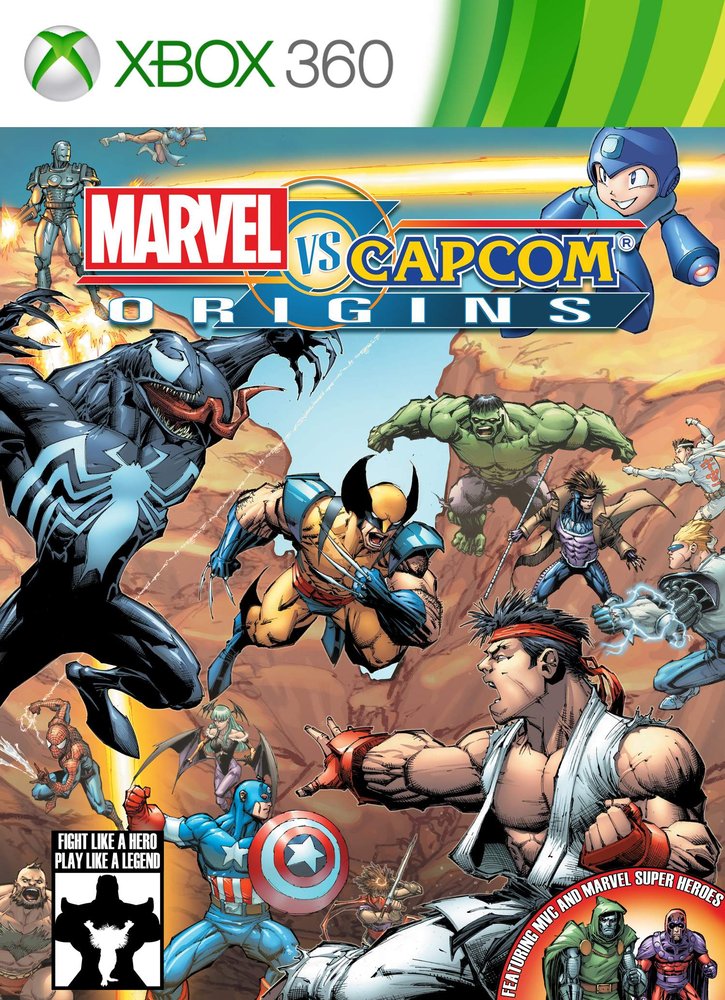 XBOX 360
MARVEL VS CAPCOM®
ORIGINS
FIGHT LIKE A HERO
PLAY LIKE A LEGEND
FEATURING MVC AND MARVEL SUPER HEROES